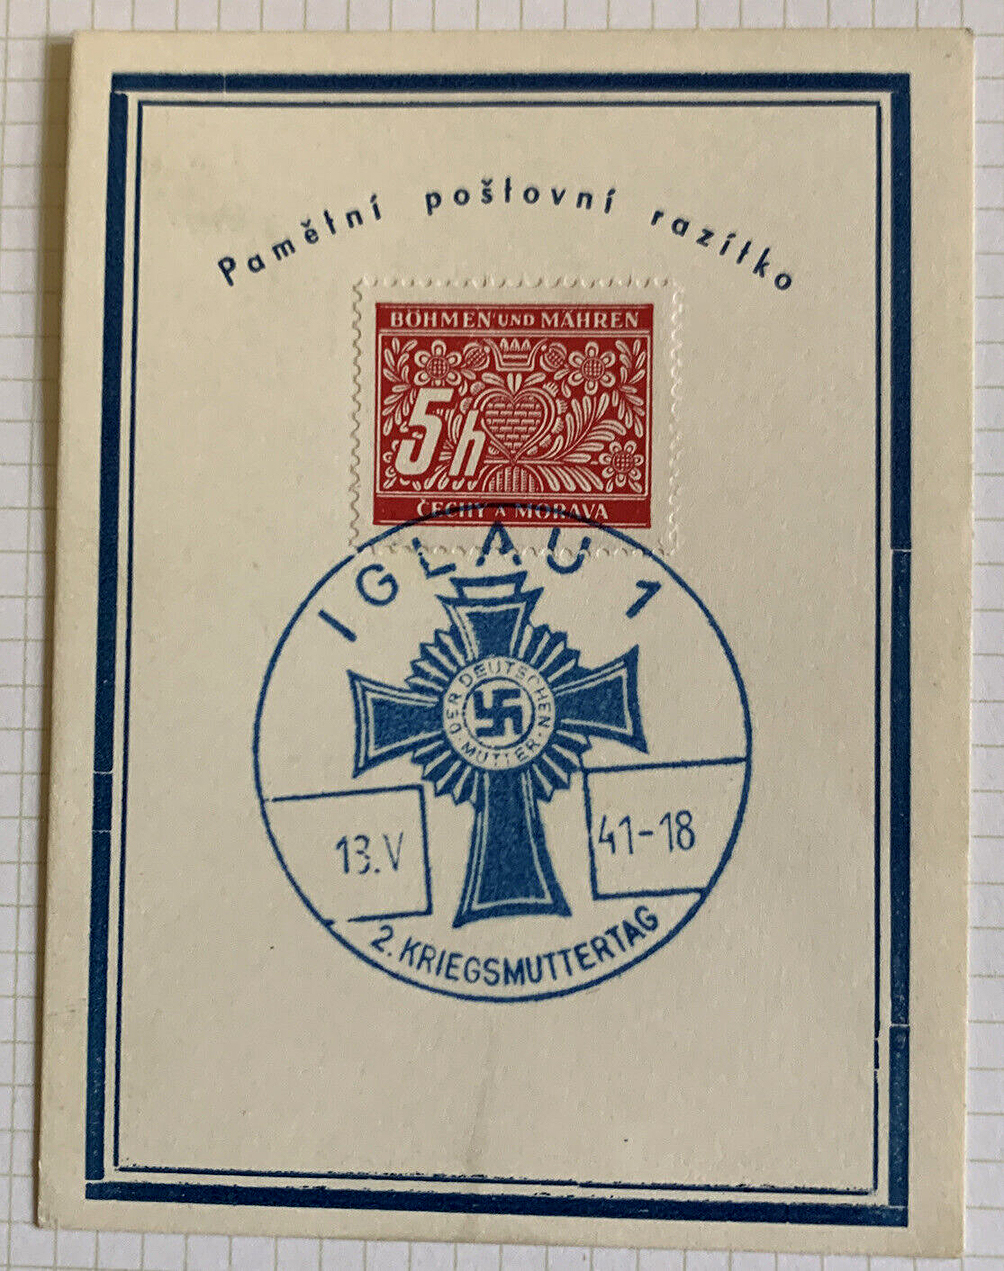 Pamětní poštovní razítko
BÖHMEN UND MÄHREN
5h
ČECHY A MORAVA
IGLAU 1
DER DEUTSCHEN
MUTTER
13.V
41-18
2. KRIEGSMUTTERTAG